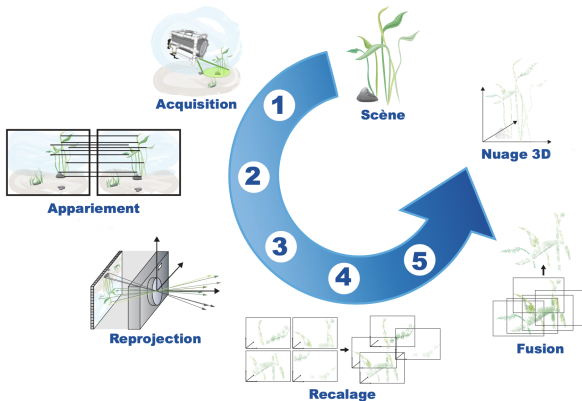 Acquisition
Scène
Nuage 3D
1
2
3
4
5
Appariement
Reprojection
Recalage
Fusion